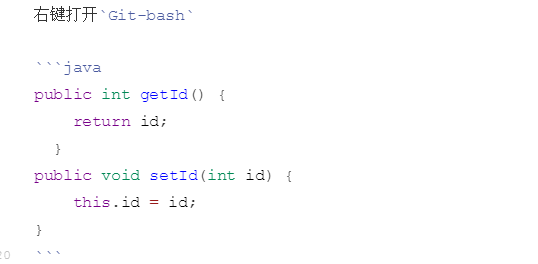 右键打开`Git-bash`
```java
public int getId() {
    return id;
  }
public void setId(int id) {
    this.id = id;
}
20 ```